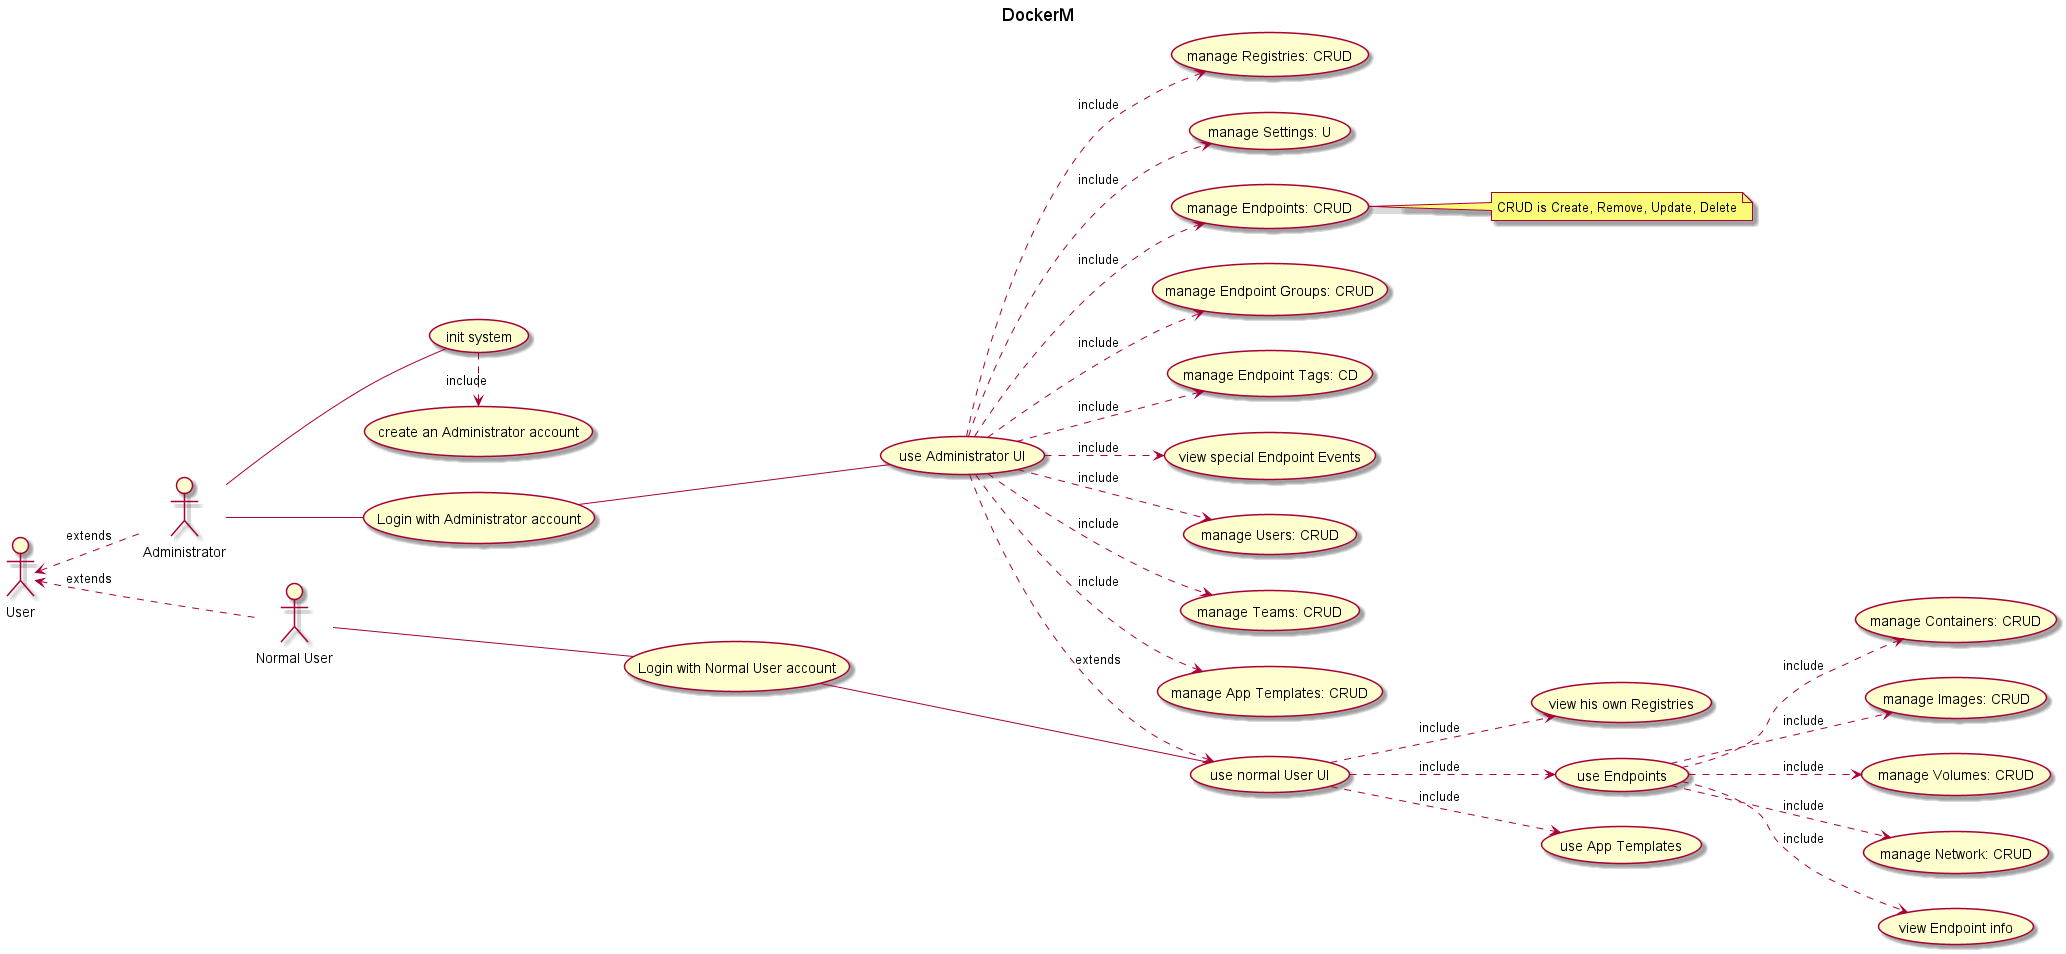 DockerM
manage Registries: CRUD
include
manage Settings: U
include
manage Endpoints: CRUD
CRUD is Create, Remove, Update, Delete
include
manage Endpoint Groups: CRUD
include
init system
include
manage Endpoint Tags: CD
include
create an Administrator account
include
use Administrator UI
view special Endpoint Events
include
Login with Administrator account
include
manage Users: CRUD
extends
Administrator
extends
User
include
manage Teams: CRUD
manage Containers: CRUD
Normal User
extends
Login with Normal User account
include
manage App Templates: CRUD
view his own Registries
manage Images: CRUD
include
include
include
include
use normal User UI
use Endpoints
manage Volumes: CRUD
include
include
use App Templates
include
manage Network: CRUD
view Endpoint info